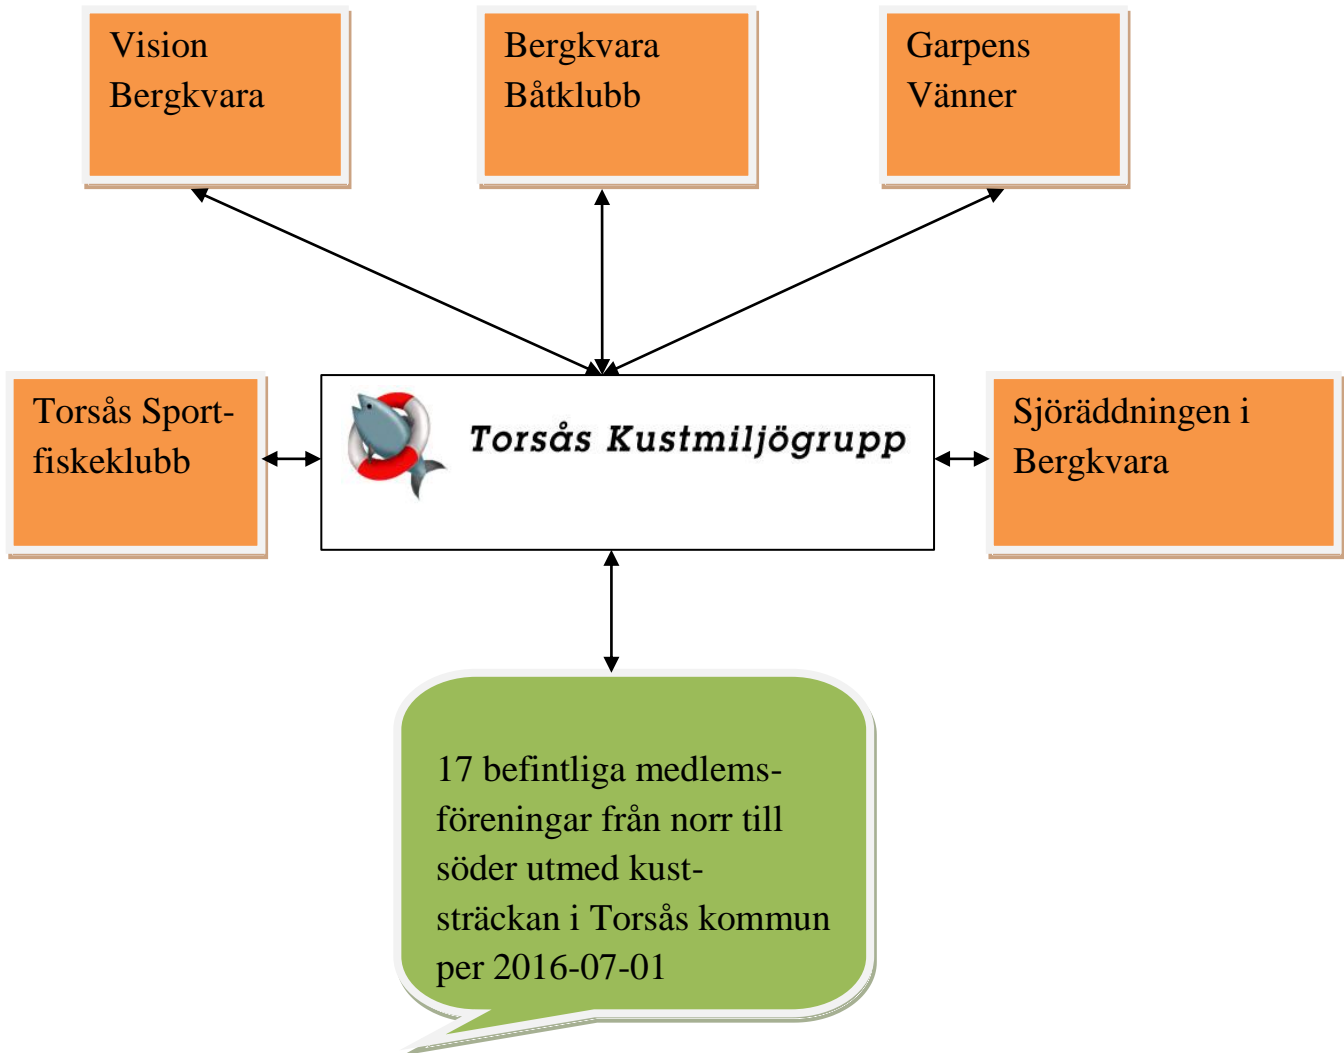 Vision
Bergkvara
Bergkvara
Båtklubb
Garpens
Vänner
Torsås Sport-
fiskeklubb
Torsås Kustmiljögrupp
Sjöräddningen i
Bergkvara
17 befintliga medlems-
föreningar från norr till
söder utmed kust-
sträckan i Torsås kommun
per 2016-07-01